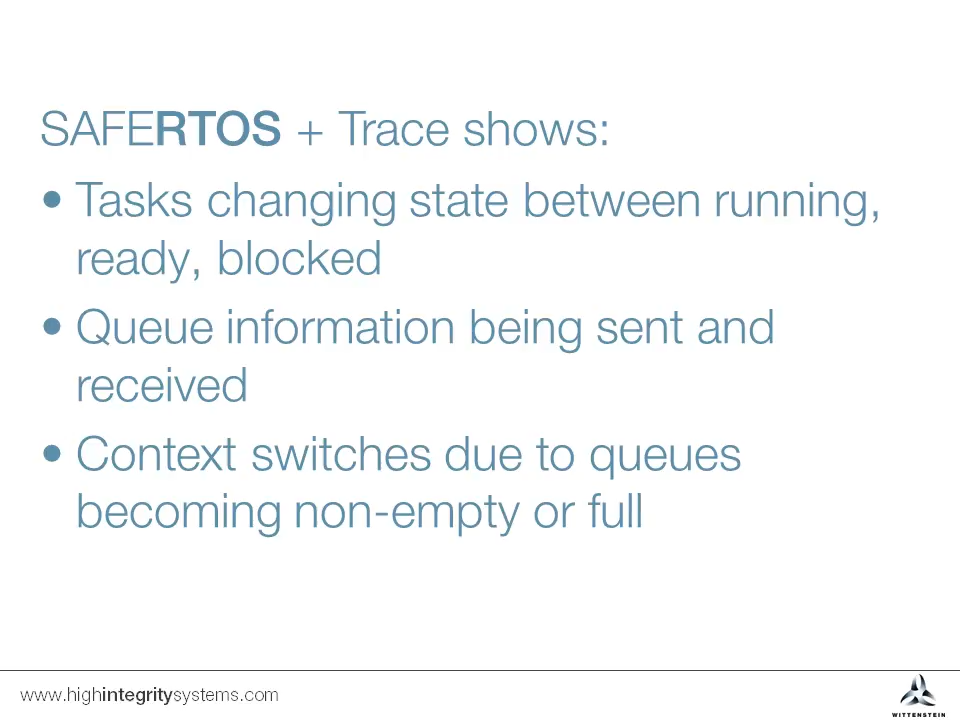 SAFERTOS + Trace shows:
• Tasks changing state between running,
ready, blocked
• Queue information being sent and
received
• Context switches due to queues
becoming non-empty or full
www.highintegritysystems.com
WITTENSTEIN